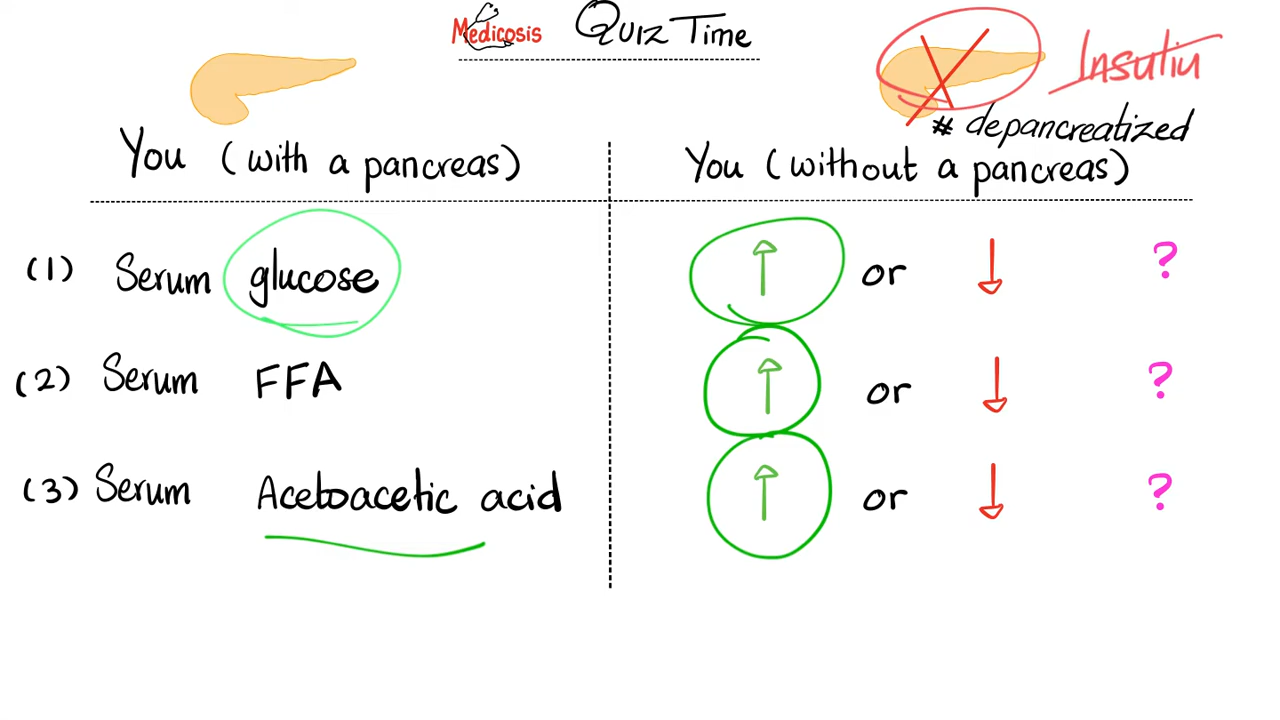 Medicosis Quiz Time
Insulin
# depancreatized
You (with a pancreas)
You (without a pancreas)
(1) Serum glucose ↑ or ↓ ?
(2) Serum FFA ↑ or ↓ ?
(3) Serum Acetoacetic acid ↑ or ↓ ?